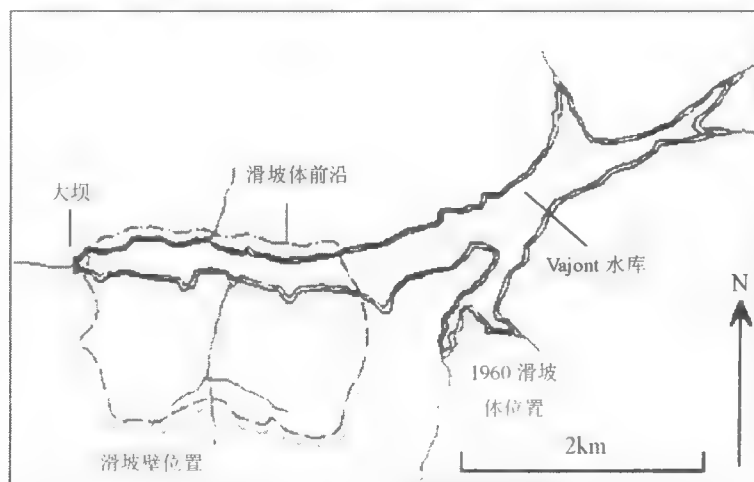 滑坡体前沿
大坝
Vajont 水库
N
1960 滑坡
体位置
2km
滑坡壁位置